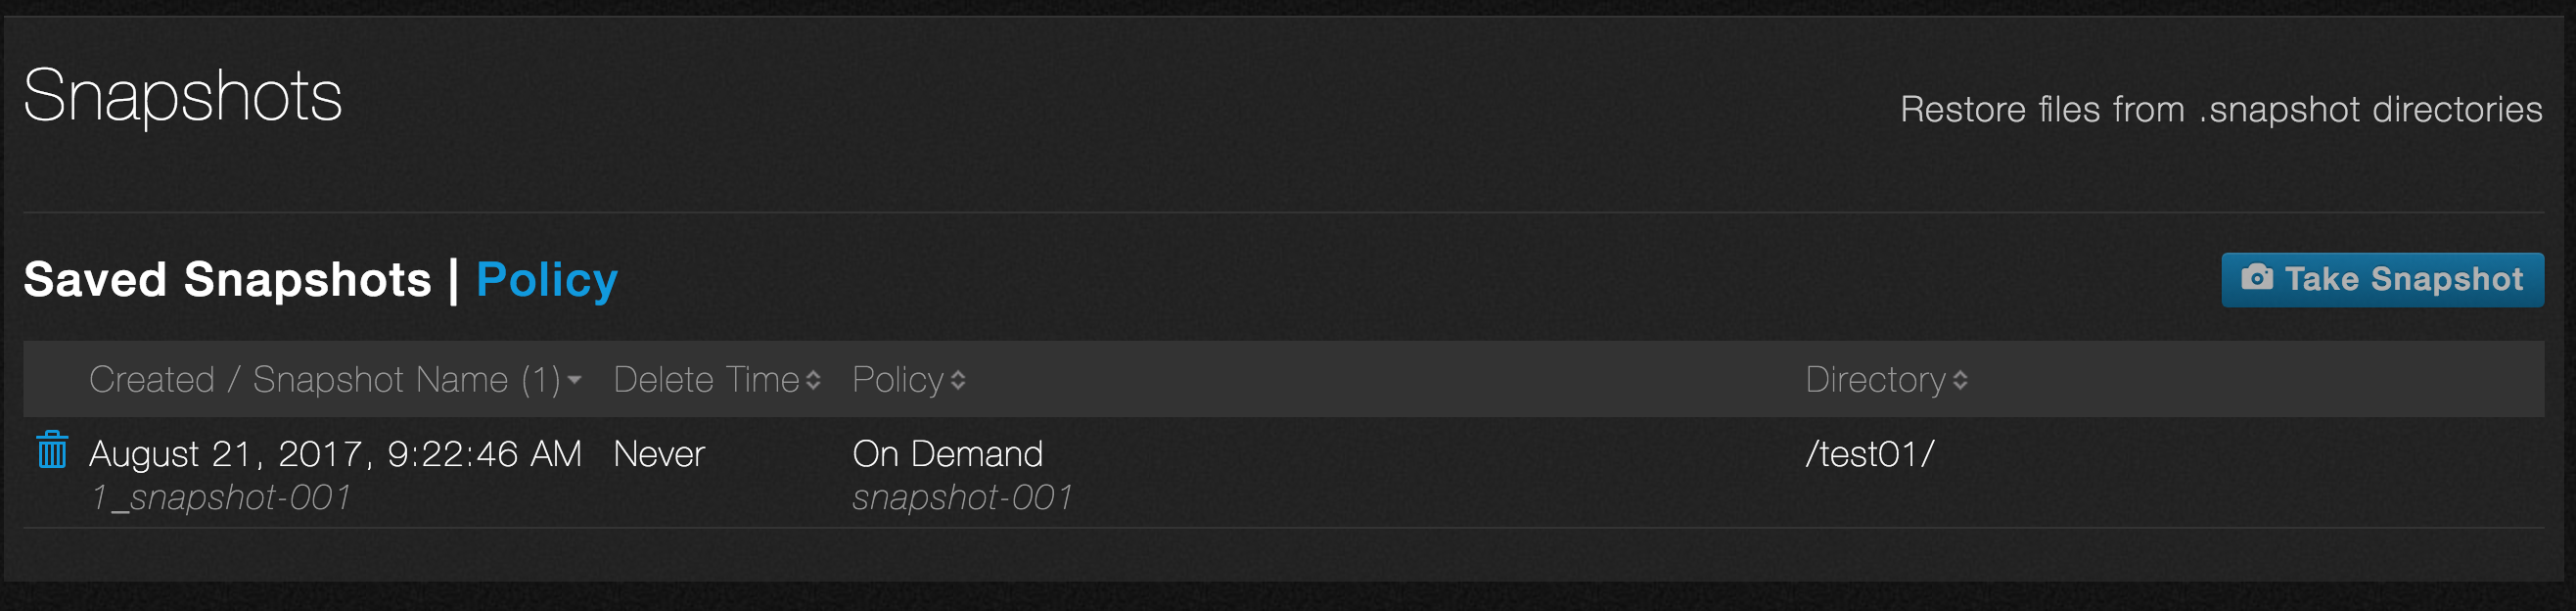 Snapshots
Restore files from .snapshot directories
Saved Snapshots | Policy
Take Snapshot
Created / Snapshot Name (1) Delete Time Policy Directory
August 21, 2017, 9:22:46 AM Never On Demand /test01/
1_snapshot-001 snapshot-001